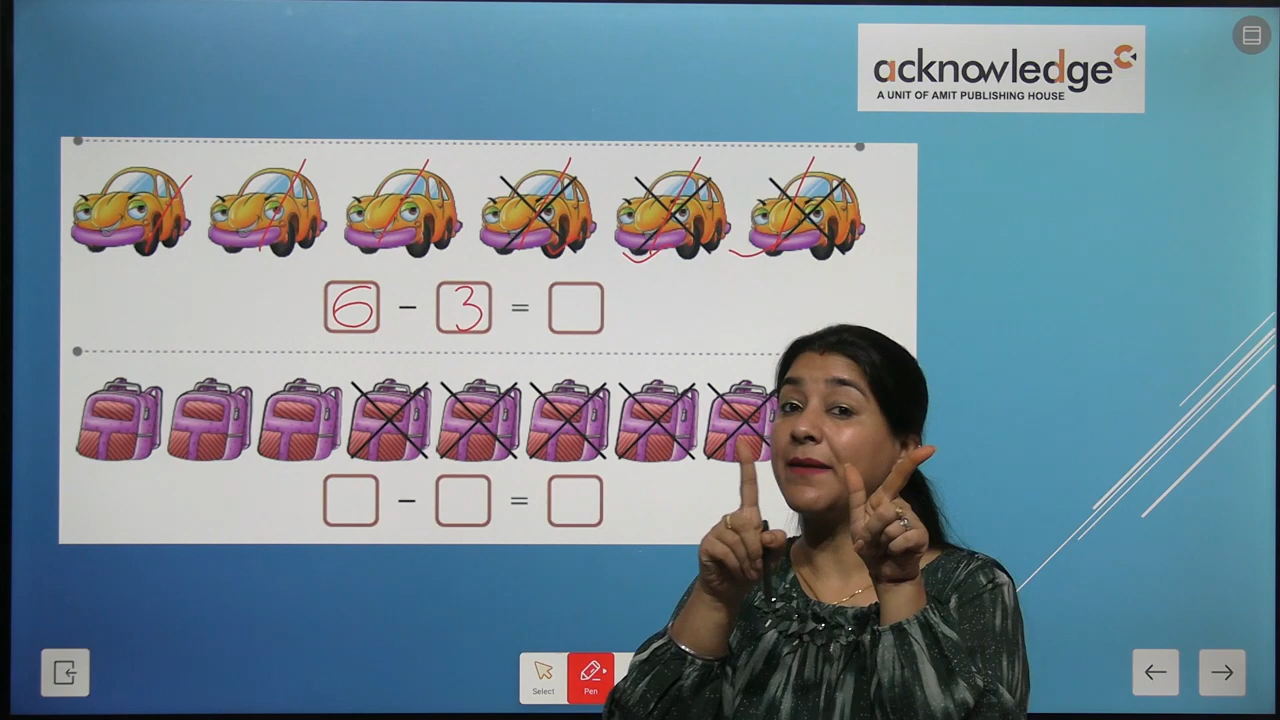 acknowledge
A UNIT OF AMIT PUBLISHING HOUSE
6 - 3 =
- =
Select
Pen